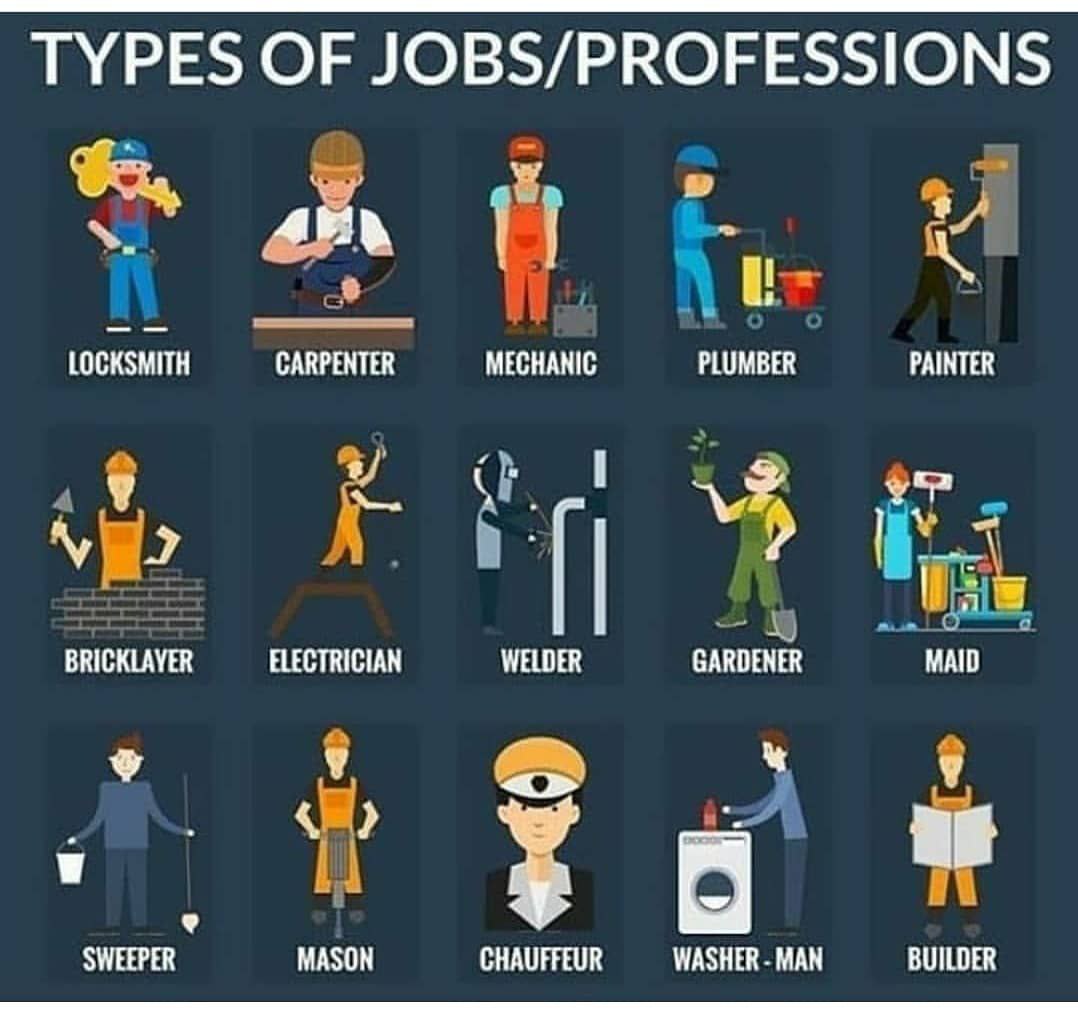 TYPES OF JOBS/PROFESSIONS
LOCKSMITH
CARPENTER
MECHANIC
PLUMBER
PAINTER
BRICKLAYER
ELECTRICIAN
WELDER
GARDENER
MAID
SWEEPER
MASON
CHAUFFEUR
WASHER - MAN
BUILDER